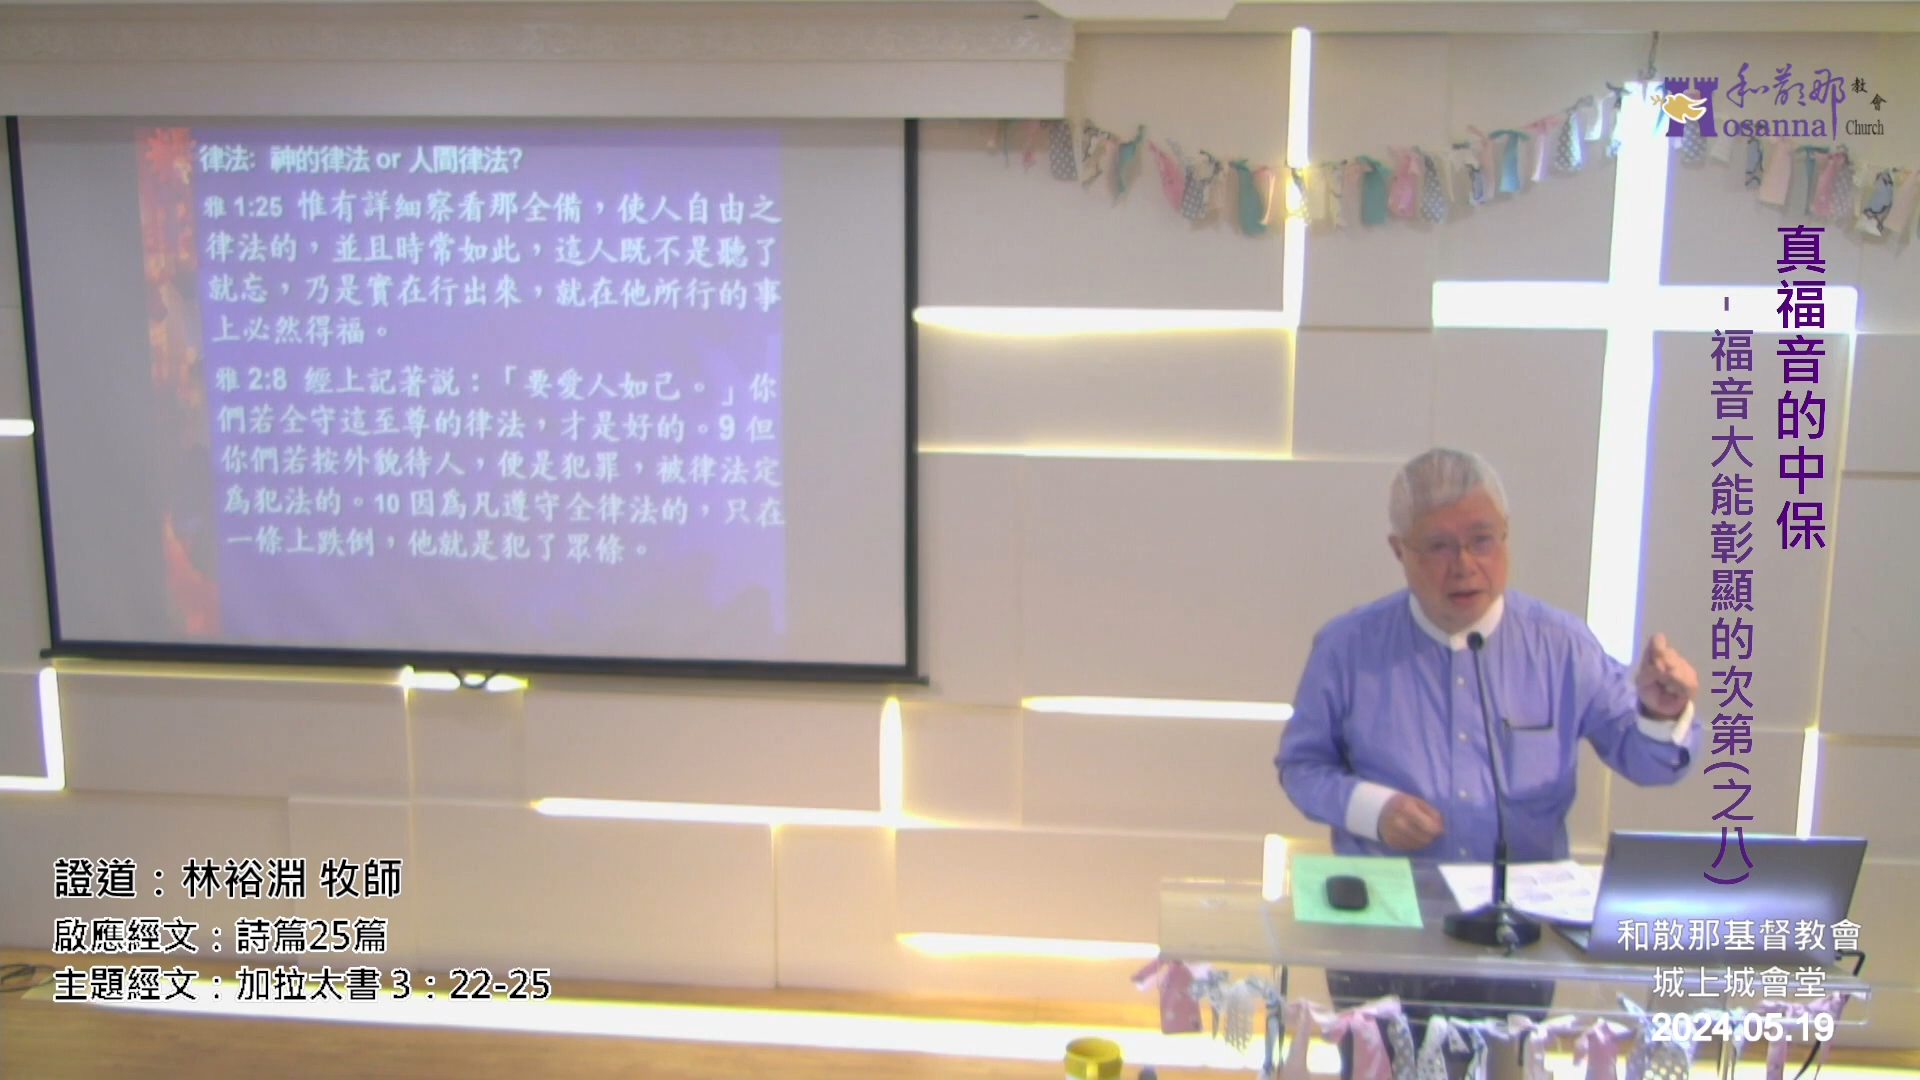 律法: 神的律法 or 人間律法?
雅 1:25 惟有詳細察看那全備，使人自由之
律法的，並且時常如此，這人既不是聽了
就忘，乃是實在行出來，就在他所行的事
上必然得福。
雅 2:8 經上記著說：「要愛人如己。」你
們若全守這至尊的律法，才是好的。9 但
你們若按外貌待人，便是犯罪，被律法定
為犯法的。10 因為凡遵守全律法的，只在
一條上跌倒，他就是犯了眾條。
和散那教會
Hosanna Church
真福音的中保
- 福音大能彰顯的次第(之八)
證道：林裕淵 牧師
啟應經文：詩篇25篇
主題經文：加拉太書 3：22-25
和散那基督教會
城上城會堂
2024.05.19